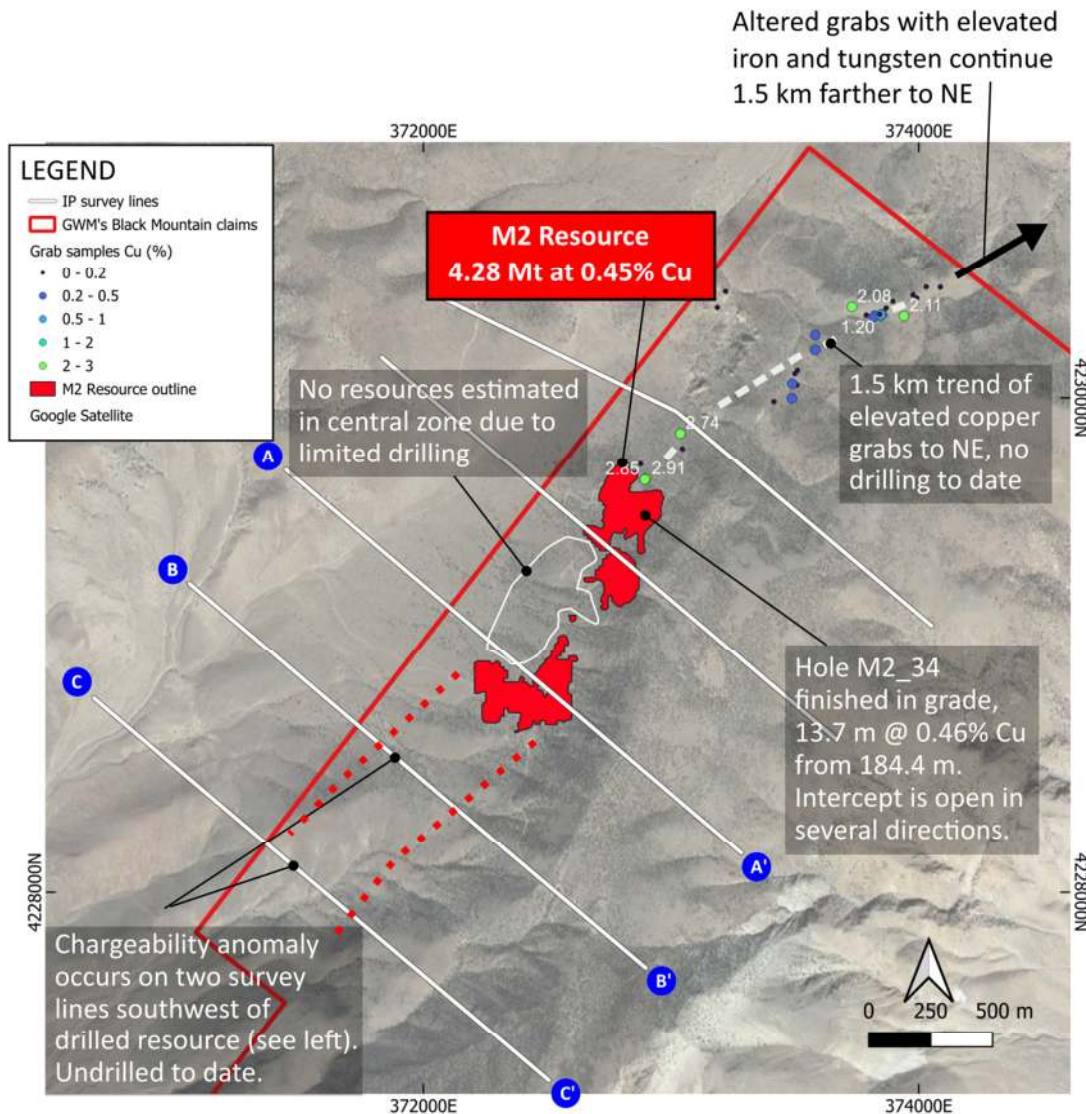 Altered grabs with elevated
iron and tungsten continue
1.5 km farther to NE
372000E
374000E
LEGEND
IP survey lines
GWM's Black Mountain claims
Grab samples Cu (%)
0 - 0.2
0.2 - 0.5
0.5 - 1
1 - 2
2 - 3
M2 Resource outline
Google Satellite
M2 Resource
4.28 Mt at 0.45% Cu
2.08
2.11
1.20
No resources estimated
in central zone due to
limited drilling
1.5 km trend of
elevated copper
grabs to NE, no
drilling to date
4230000N
2.74
2.85
2.91
A
B
C
Hole M2_34
finished in grade,
13.7 m @ 0.46% Cu
from 184.4 m.
Intercept is open in
several directions.
A'
4228000N
4228000N
B'
Chargeability anomaly
occurs on two survey
lines southwest of
drilled resource (see left).
Undrilled to date.
0 250 500 m
C'
372000E
374000E